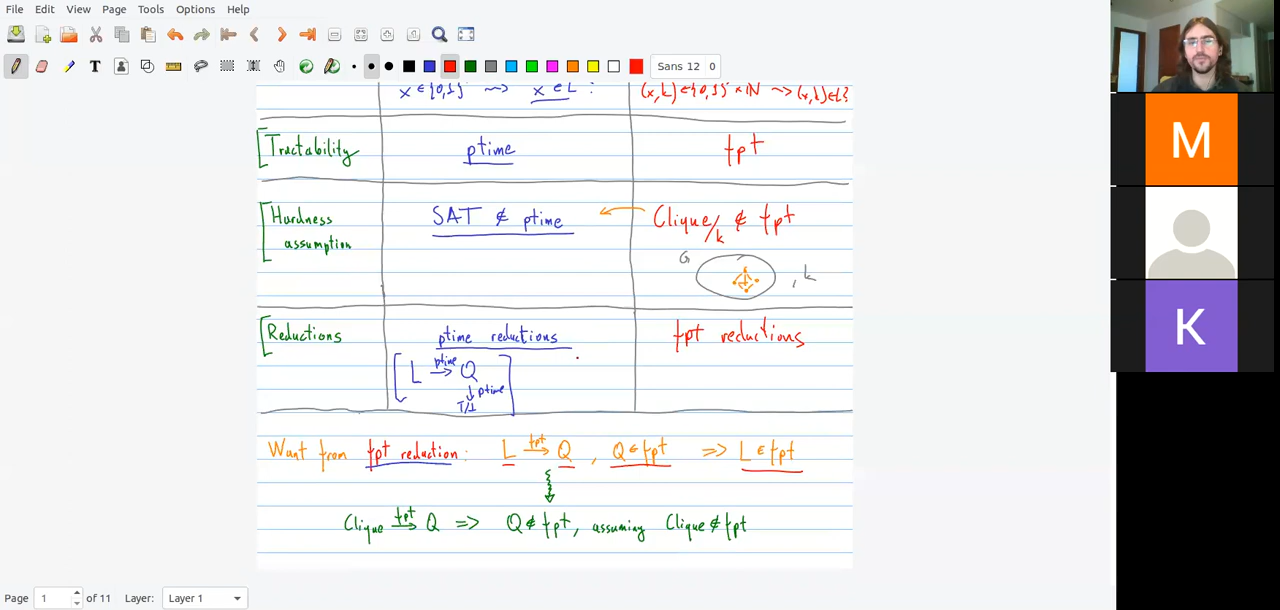 File Edit View Page Tools Options Help
Sans 12 0
x ∈ {0,1}* ⇝ x ∈ L :
(x,k) ∈ {0,1}* × ℕ ⇝ (x,k) ∈ L?
Tractability ptime fpt
Hardness assumption SAT ∉ ptime Clique/k ∉ fpt
G , k
Reductions ptime reductions fpt reductions
L ptime→ Q
↓ ptime
T/⊥
Want from fpt reduction: L fpt→ Q , Q ∈ fpt => L ∈ fpt
Clique fpt→ Q => Q ∉ fpt, assuming Clique ∉ fpt
Page 1 of 11 Layer: Layer 1
M
K